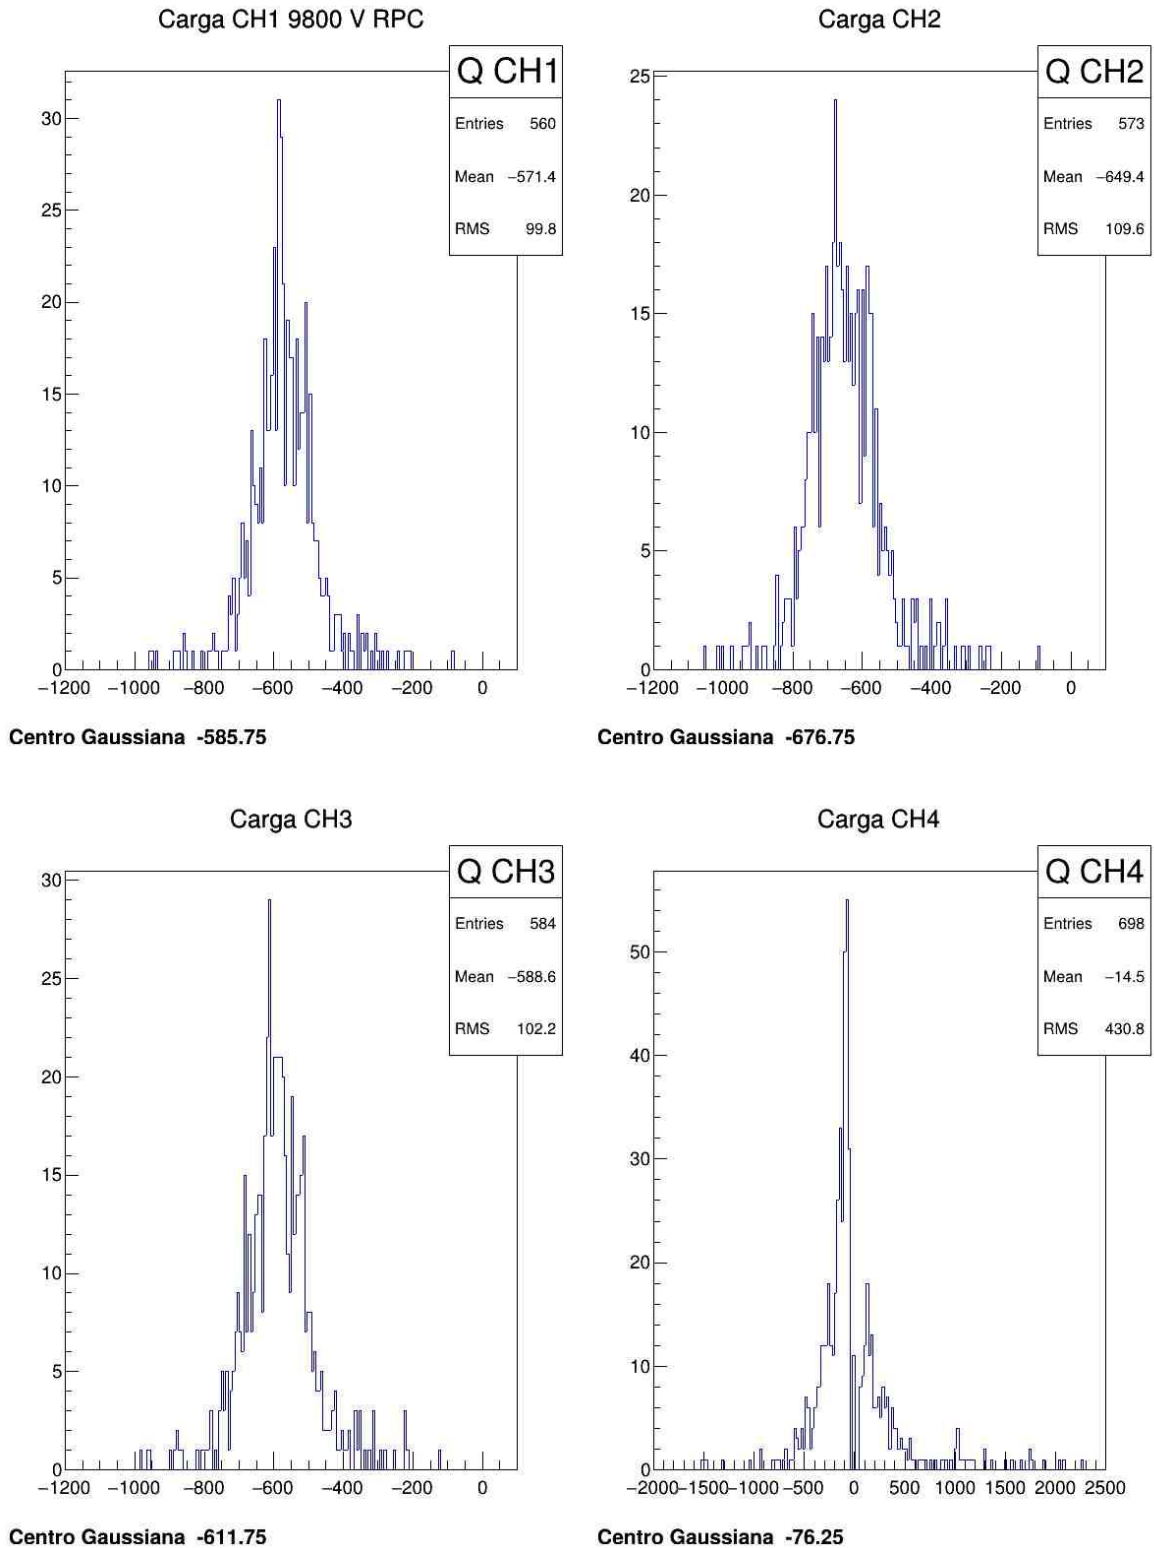 Carga CH1 9800 V RPC
Q CH1
Entries 560
Mean −571.4
RMS 99.8
30
25
20
15
10
5
0
−1200 −1000 −800 −600 −400 −200 0
Centro Gaussiana -585.75
Carga CH2
Q CH2
Entries 573
Mean −649.4
RMS 109.6
25
20
15
10
5
0
−1200 −1000 −800 −600 −400 −200 0
Centro Gaussiana -676.75
Carga CH3
Q CH3
Entries 584
Mean −588.6
RMS 102.2
30
25
20
15
10
5
0
−1200 −1000 −800 −600 −400 −200 0
Centro Gaussiana -611.75
Carga CH4
Q CH4
Entries 698
Mean −14.5
RMS 430.8
50
40
30
20
10
0
−2000 −1500 −1000 −500 0 500 1000 1500 2000 2500
Centro Gaussiana -76.25